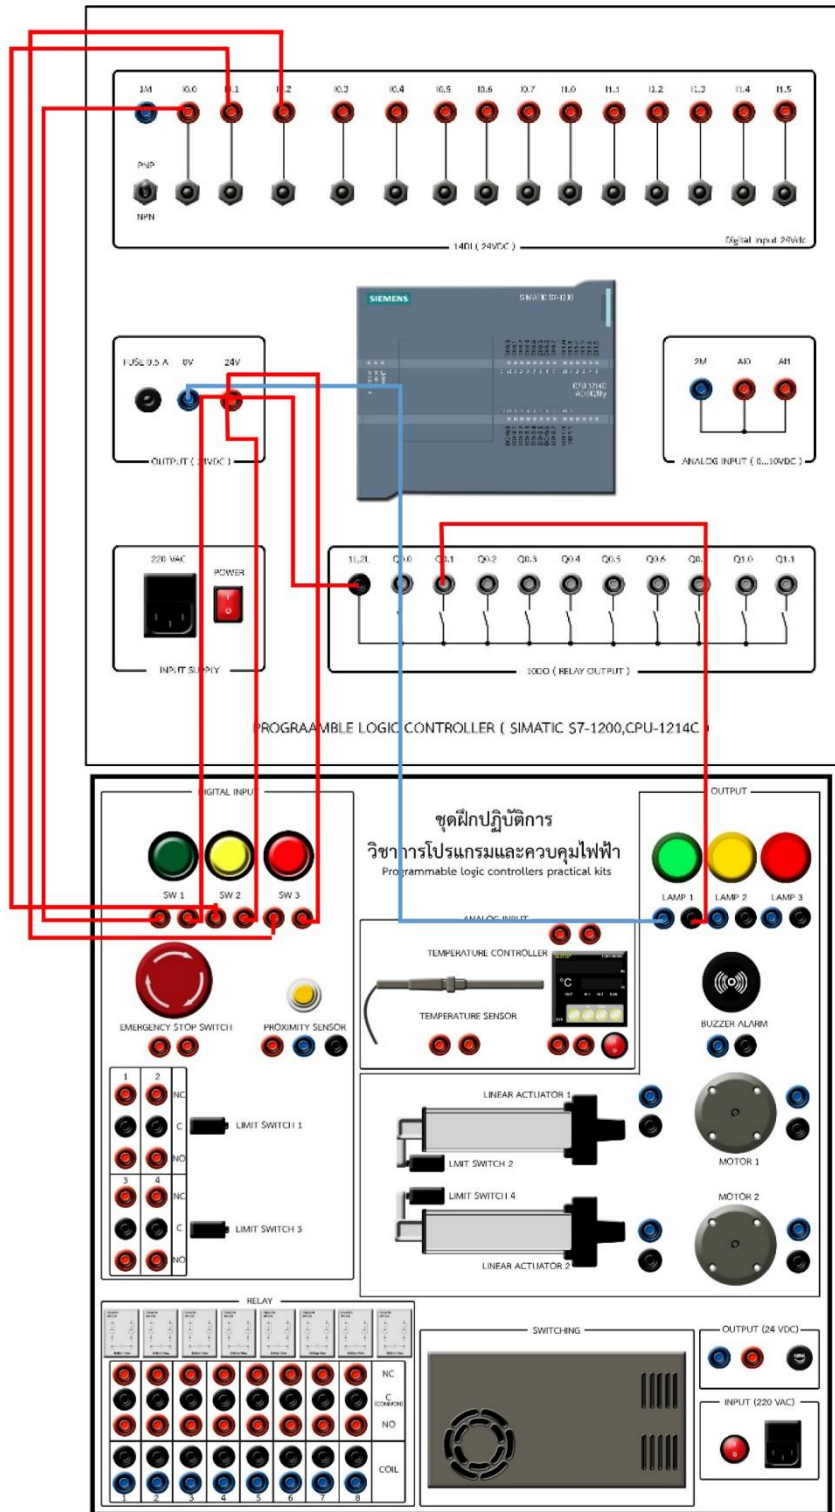 1M I0.0 I0.1 I0.2 I0.3 I0.4 I0.5 I0.6 I0.7 I1.0 I1.1 I1.2 I1.3 I1.4 I1.5
PNP
NPN
14DI ( 24VDC )
Digital Input 24Vdc
SIEMENS
SIMATIC S7-1200
CPU 1214C
AC/DC/Rly
FUSE 0.5 A 0V 24V
OUTPUT ( 24VDC )
2M AI0 AI1
ANALOG INPUT ( 0...10VDC )
220 VAC
POWER
INPUT SUPPLY
1L,2L Q0.0 Q0.1 Q0.2 Q0.3 Q0.4 Q0.5 Q0.6 Q1.0 Q1.1
10DO ( RELAY OUTPUT )
PROGRAAMBLE LOGIC CONTROLLER ( SIMATIC S7-1200,CPU-1214C )
DIGITAL INPUT
SW 1 SW 2 SW 3
EMERGENCY STOP SWITCH
PROXIMITY SENSOR
1 2
NC
C
NO
LIMIT SWITCH 1
3 4
NC
C
NO
LIMIT SWITCH 3
ชุดฝึกปฏิบัติการ
วิชาการโปรแกรมและควบคุมไฟฟ้า
Programmable logic controllers practical kits
ANALOG INPUT
TEMPERATURE CONTROLLER
°C
TEMPERATURE SENSOR
OUTPUT
LAMP 1 LAMP 2 LAMP 3
BUZZER ALARM
LINEAR ACTUATOR 1
LMIT SWITCH 2
LIMIT SWITCH 4
LINEAR ACTUATOR 2
MOTOR 1
MOTOR 2
RELAY
NC
C
(COMMON)
NO
COIL
1 2 3 4 5 6 7 8
SWITCHING
OUTPUT (24 VDC)
INPUT (220 VAC)